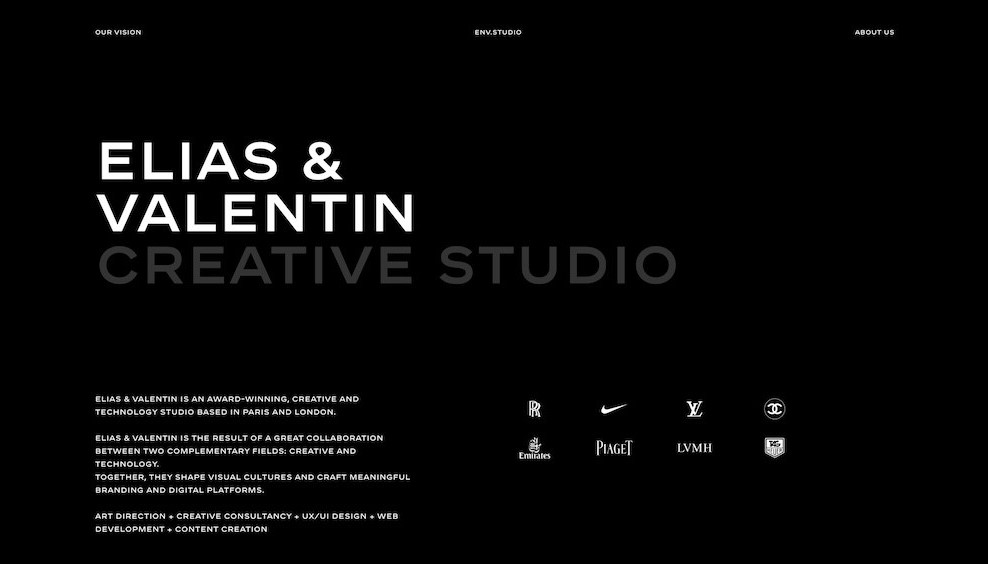 OUR VISION
ENV.STUDIO
ABOUT US
ELIAS &
VALENTIN
CREATIVE STUDIO
ELIAS & VALENTIN IS AN AWARD-WINNING, CREATIVE AND
TECHNOLOGY STUDIO BASED IN PARIS AND LONDON.
ELIAS & VALENTIN IS THE RESULT OF A GREAT COLLABORATION
BETWEEN TWO COMPLEMENTARY FIELDS: CREATIVE AND
TECHNOLOGY.
TOGETHER, THEY SHAPE VISUAL CULTURES AND CRAFT MEANINGFUL
BRANDING AND DIGITAL PLATFORMS.
ART DIRECTION + CREATIVE CONSULTANCY + UX/UI DESIGN + WEB
DEVELOPMENT + CONTENT CREATION
RR
LV
Emirates
PIAGET
LVMH
TAG